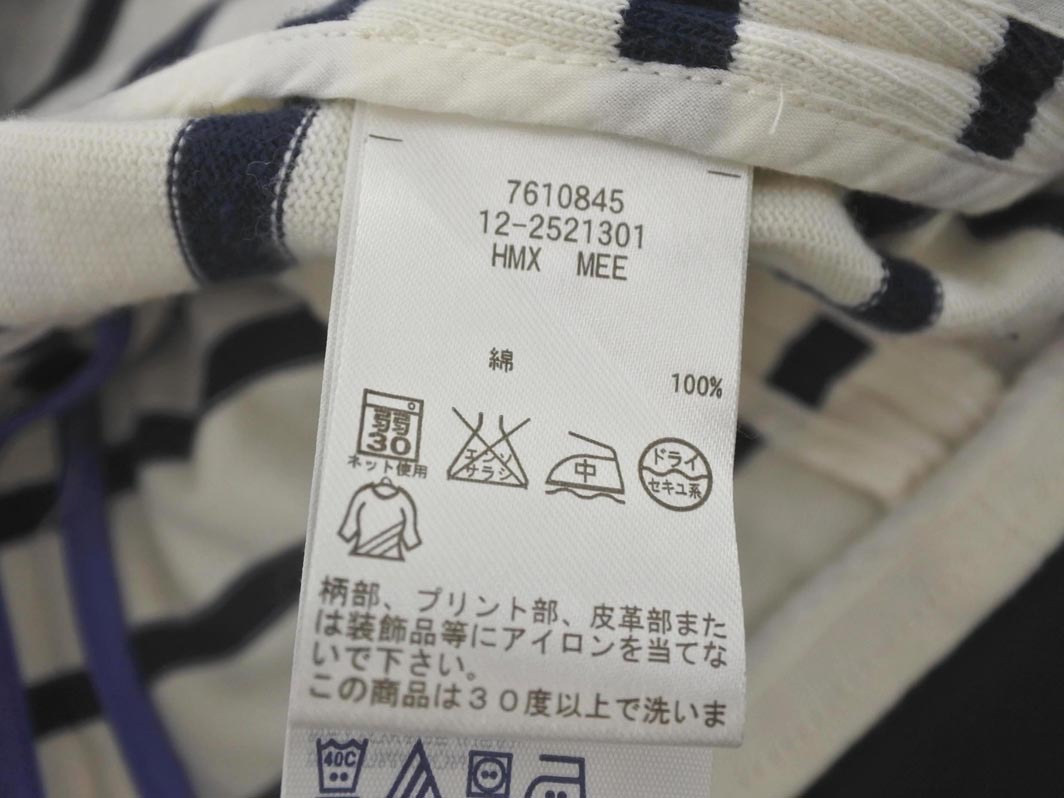 7610845
12-2521301
HMX MEE
綿
100%
弱
30
ネット使用
エンソ
サラシ
中
ドライ
セキユ系
柄部、プリント部、皮革部また
は装飾品等にアイロンを当てな
いで下さい。
この商品は30度以上で洗いま
40C